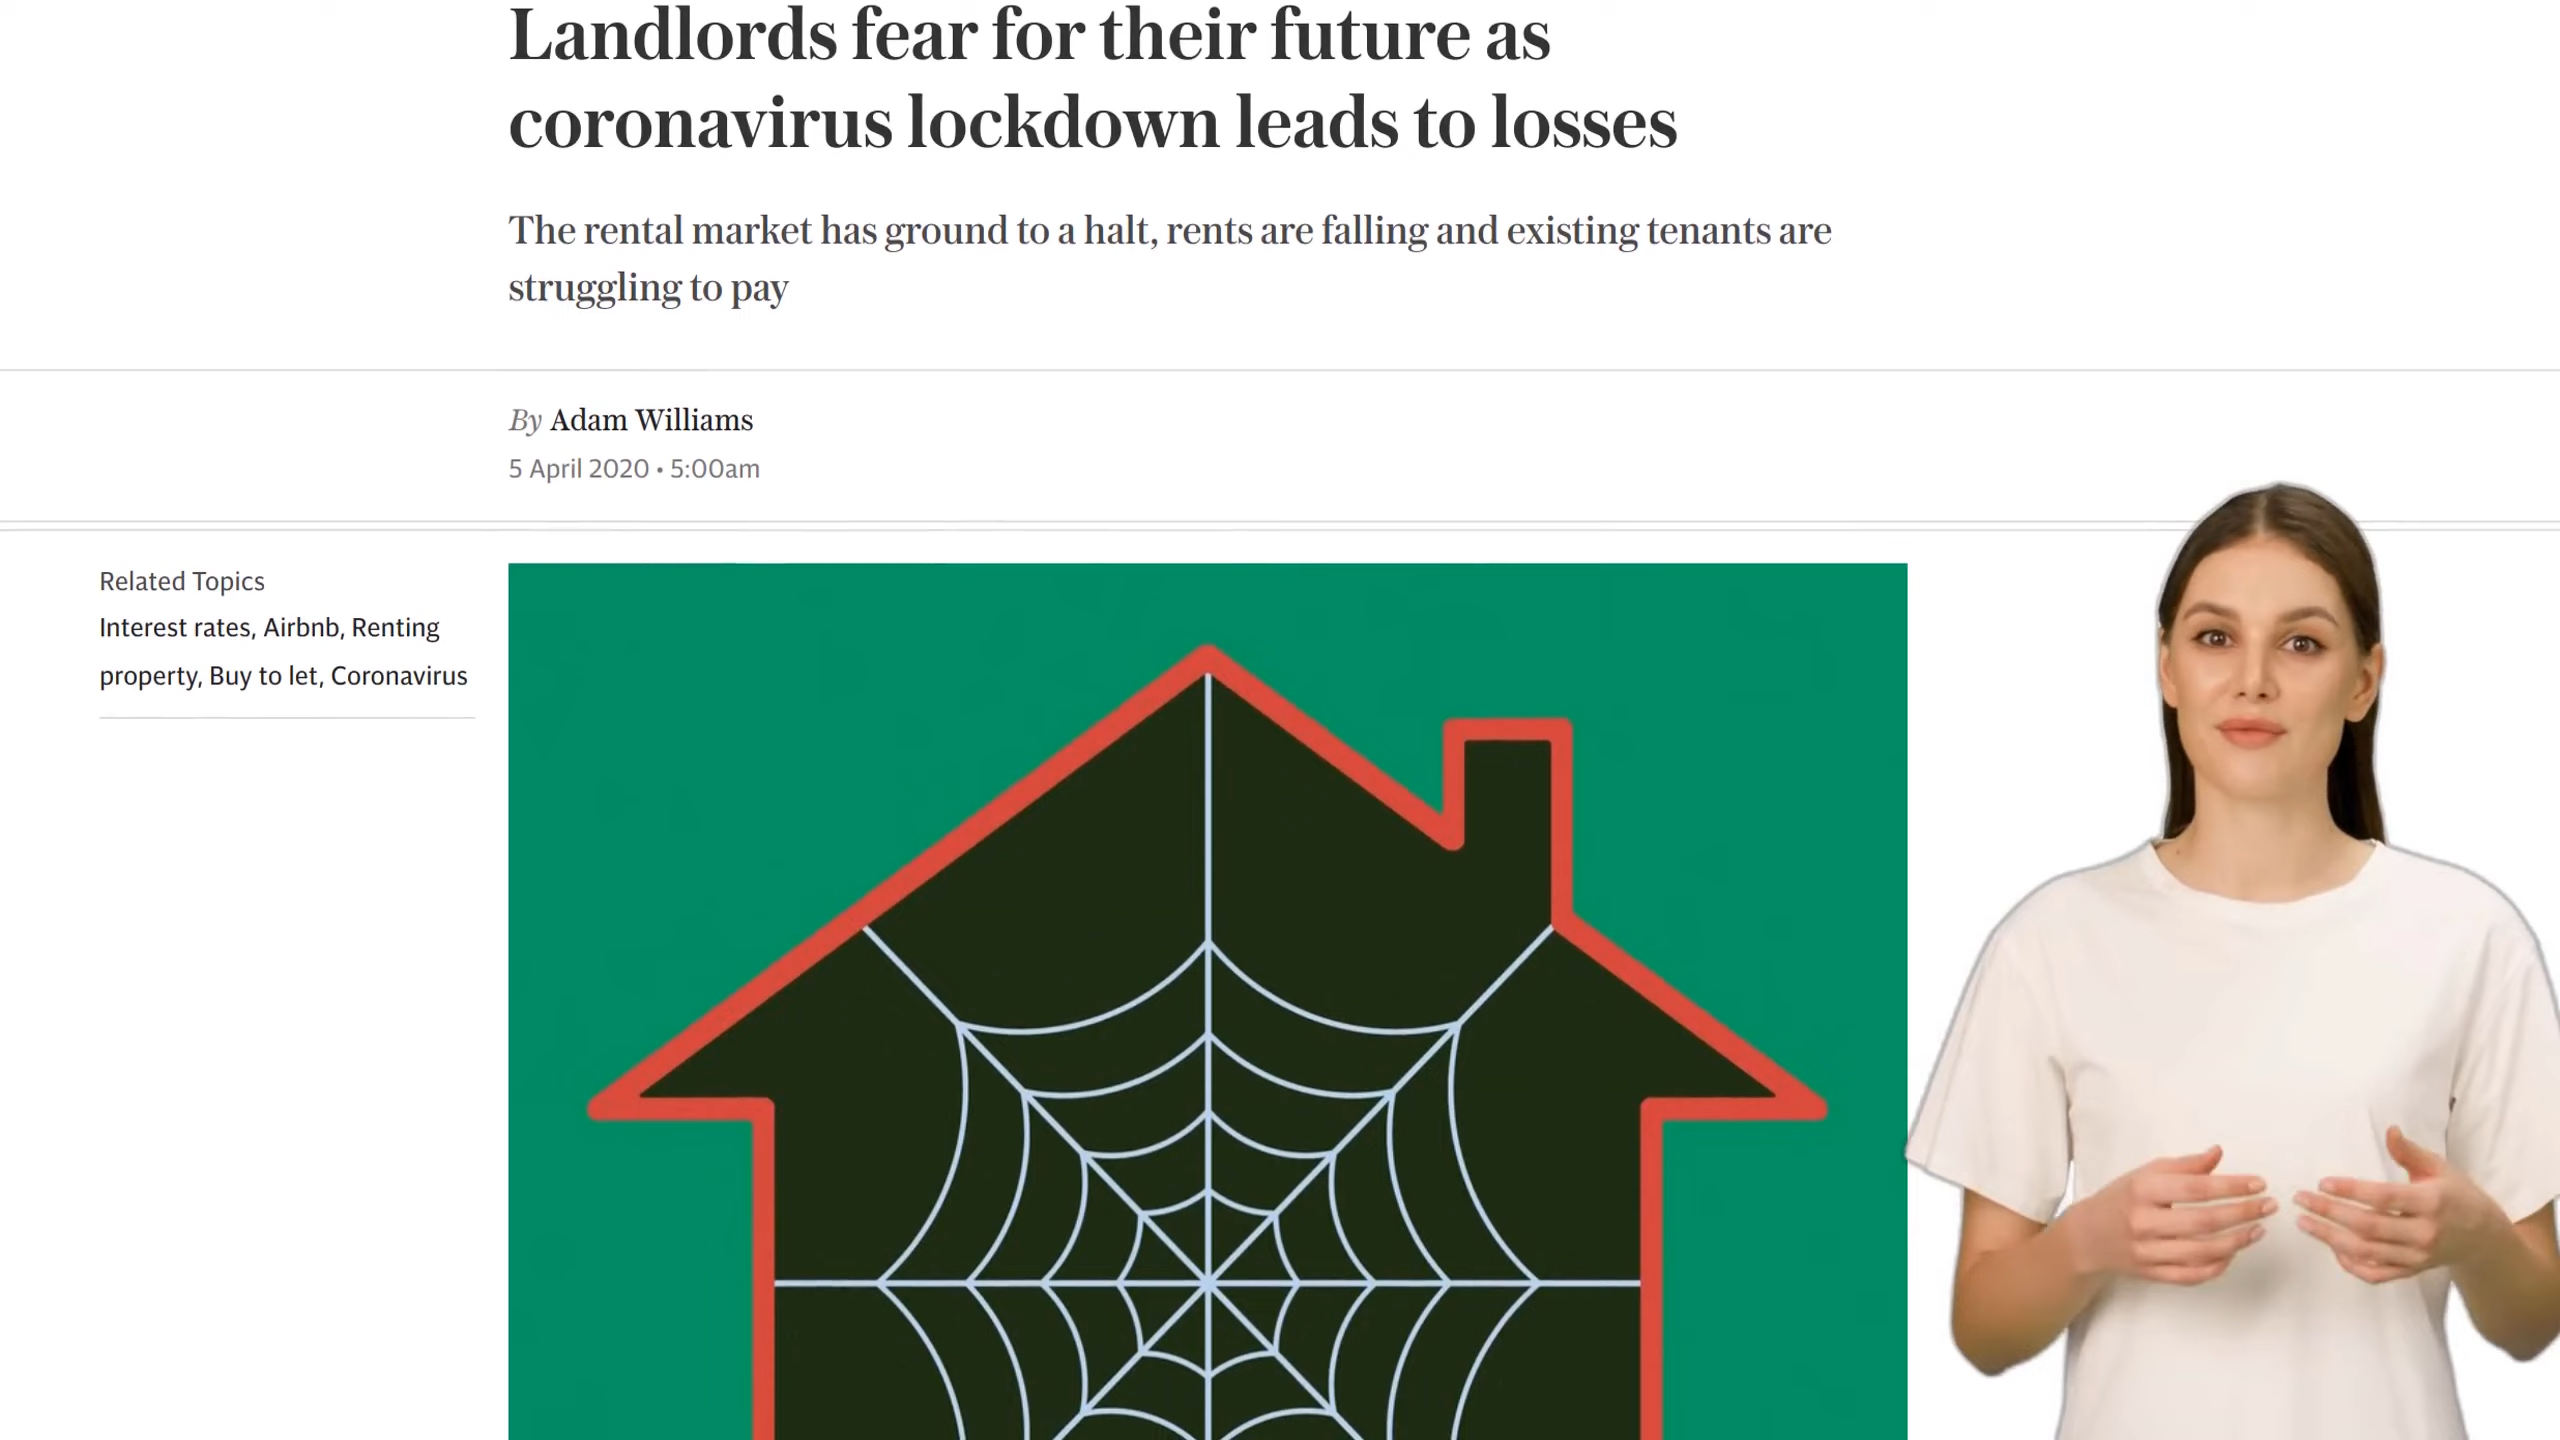 Landlords fear for their future as
coronavirus lockdown leads to losses
The rental market has ground to a halt, rents are falling and existing tenants are
struggling to pay
By Adam Williams
5 April 2020 • 5:00am
Related Topics
Interest rates, Airbnb, Renting
property, Buy to let, Coronavirus